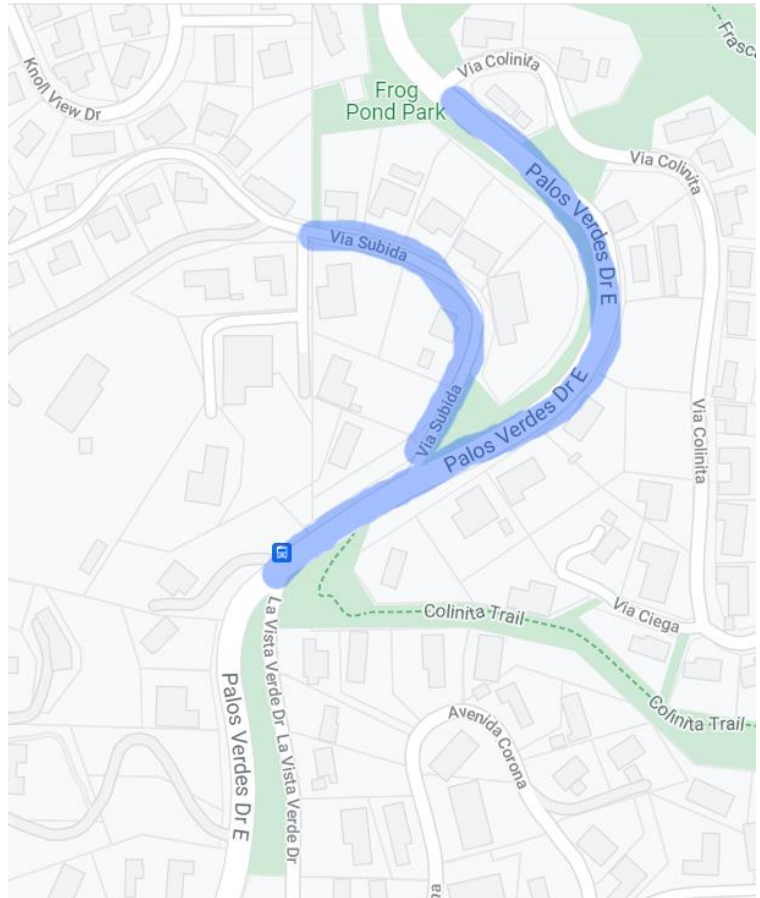 Via Colinita
Frasc
Knoll View Dr
Frog
Pond Park
Via Colinita
Palos Verdes Dr E
Via Subida
Via Subida
Palos Verdes Dr E
Via Colinita
La Vista Verde Dr
Colinita Trail
Via Ciega
Palos Verdes Dr E
La Vista Verde Dr
Avenida Corona
Colinita Trail